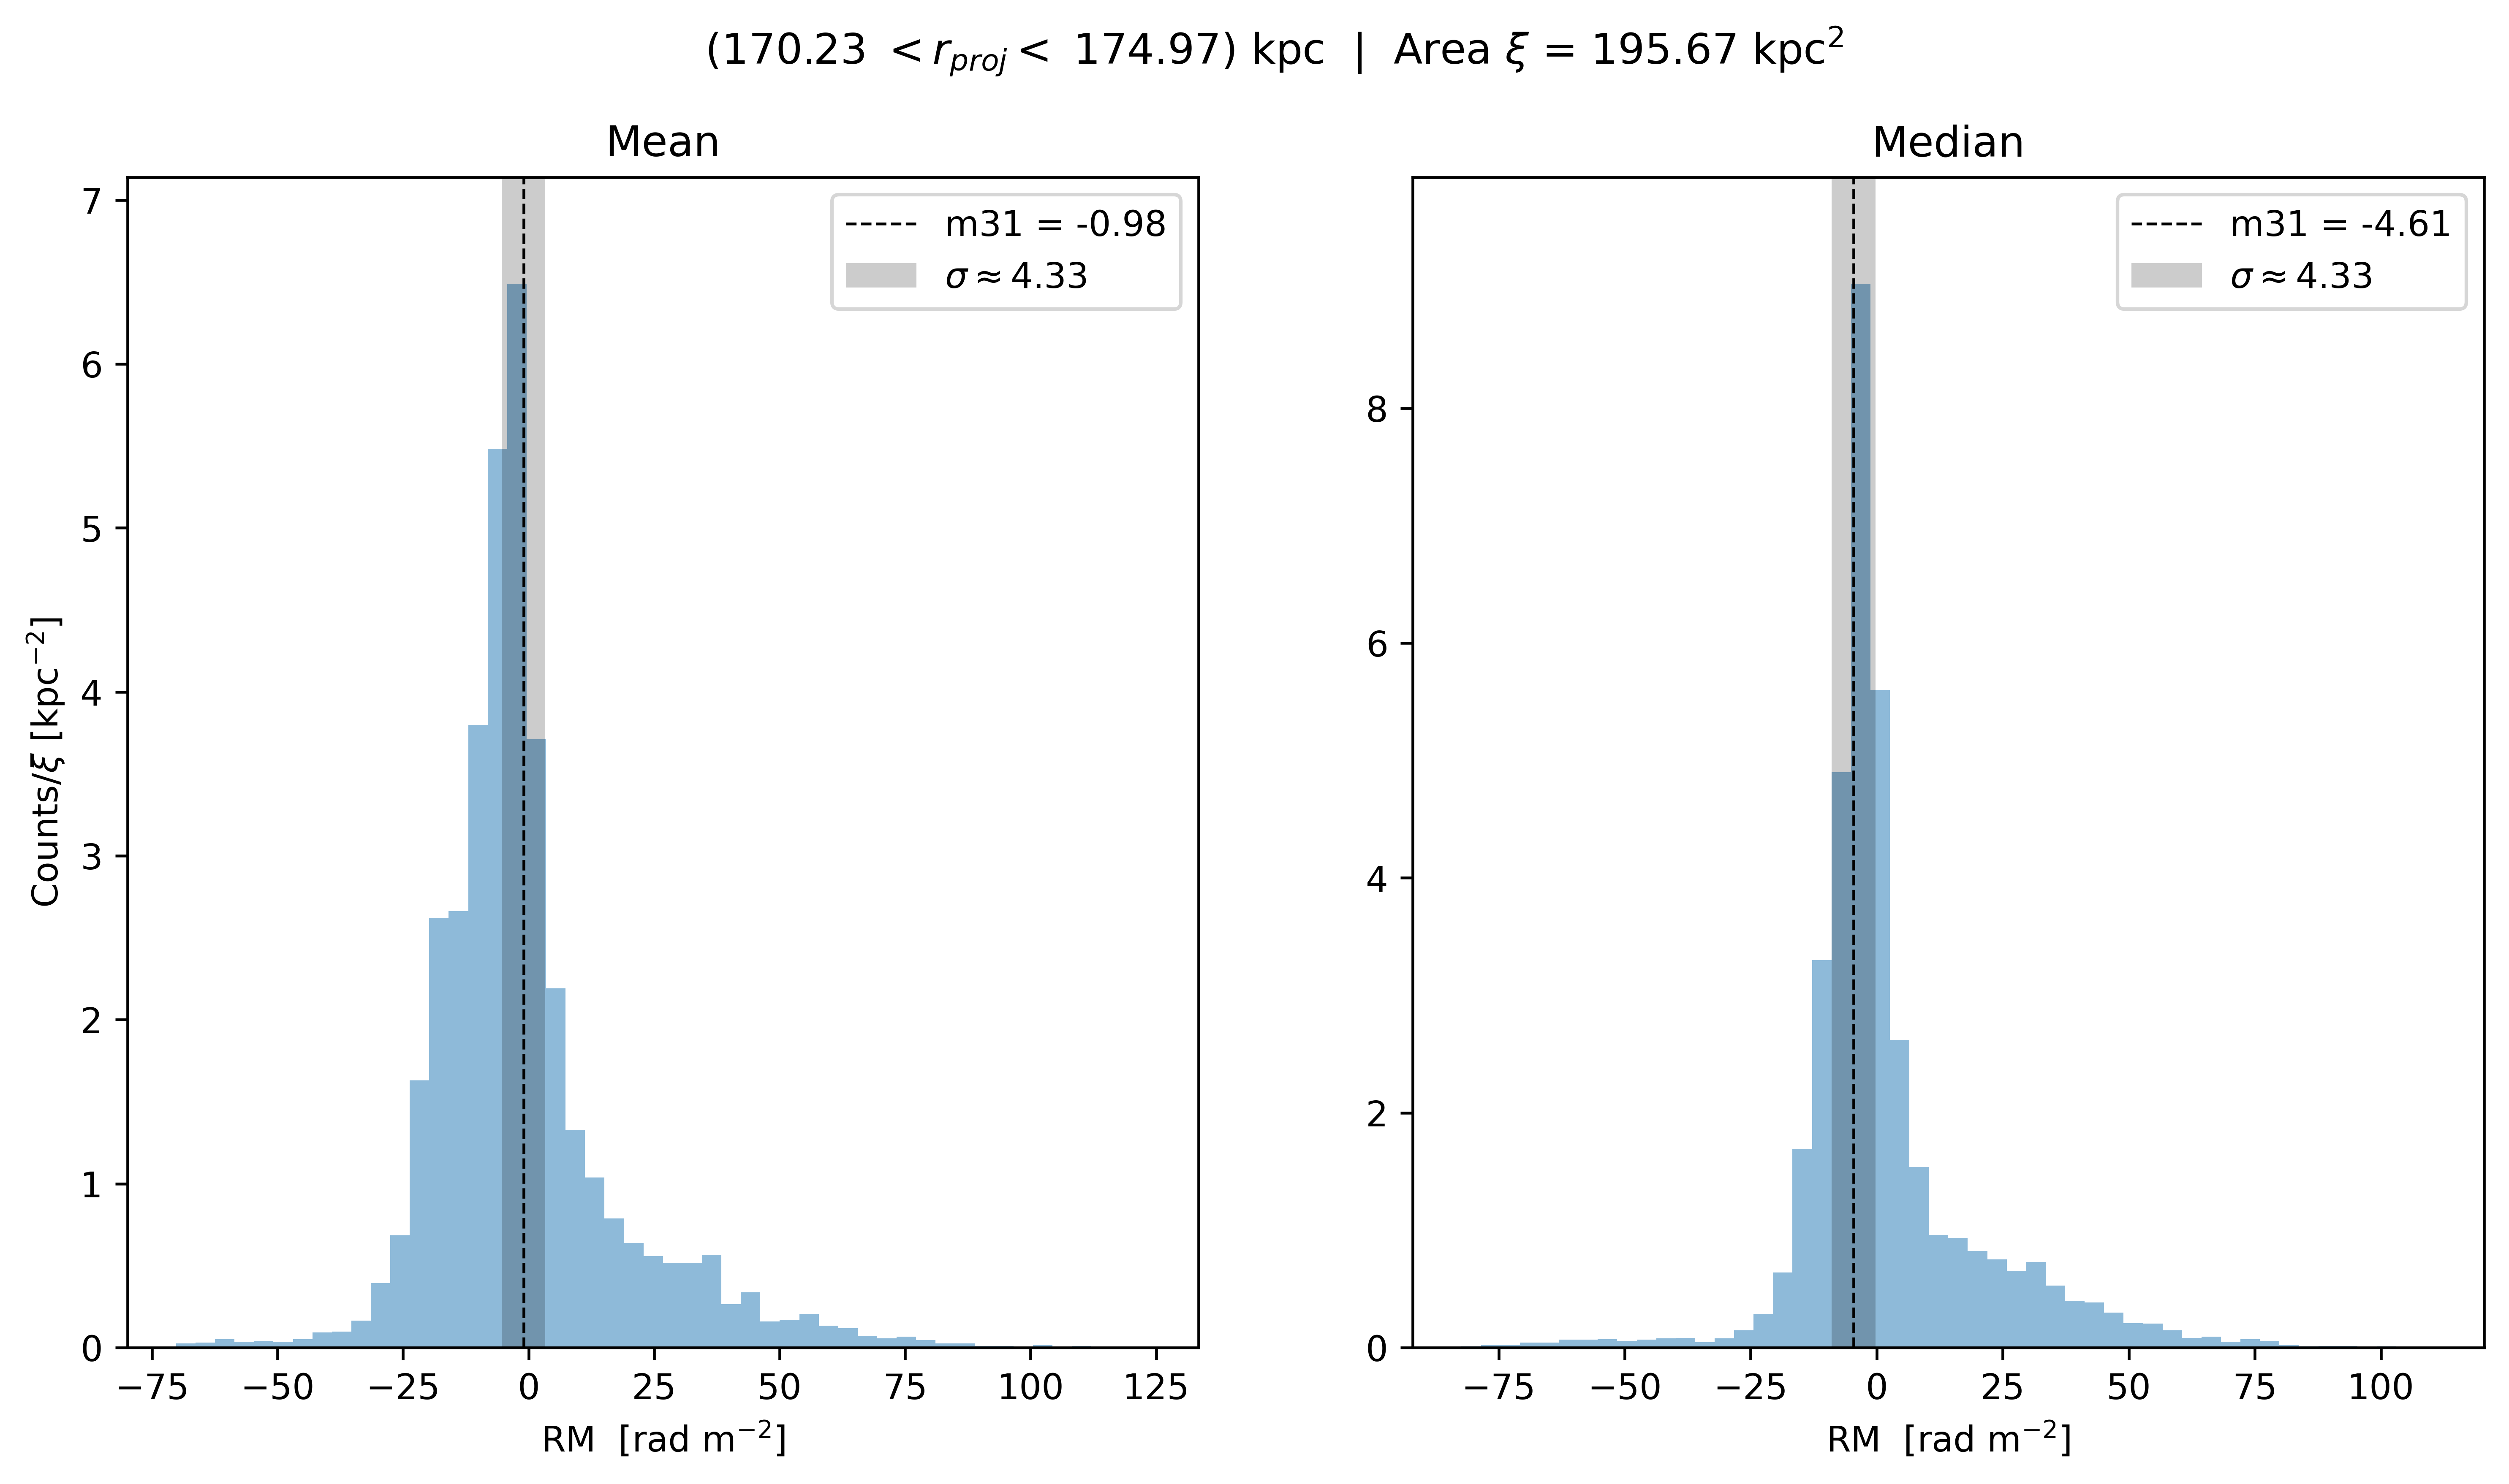 (170.23 < r_proj < 174.97) kpc | Area ξ = 195.67 kpc²
Mean
m31 = -0.98
σ ≈ 4.33
Counts/ξ [kpc⁻²]
7
6
5
4
3
2
1
0
−75 −50 −25 0 25 50 75 100 125
RM [rad m⁻²]
Median
m31 = -4.61
σ ≈ 4.33
8
6
4
2
0
−75 −50 −25 0 25 50 75 100
RM [rad m⁻²]